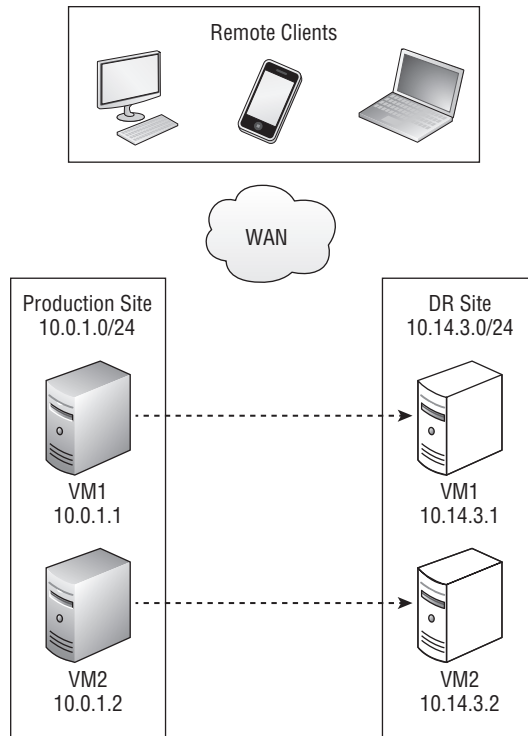 Remote Clients
WAN
Production Site
10.0.1.0/24
VM1
10.0.1.1
VM2
10.0.1.2
DR Site
10.14.3.0/24
VM1
10.14.3.1
VM2
10.14.3.2